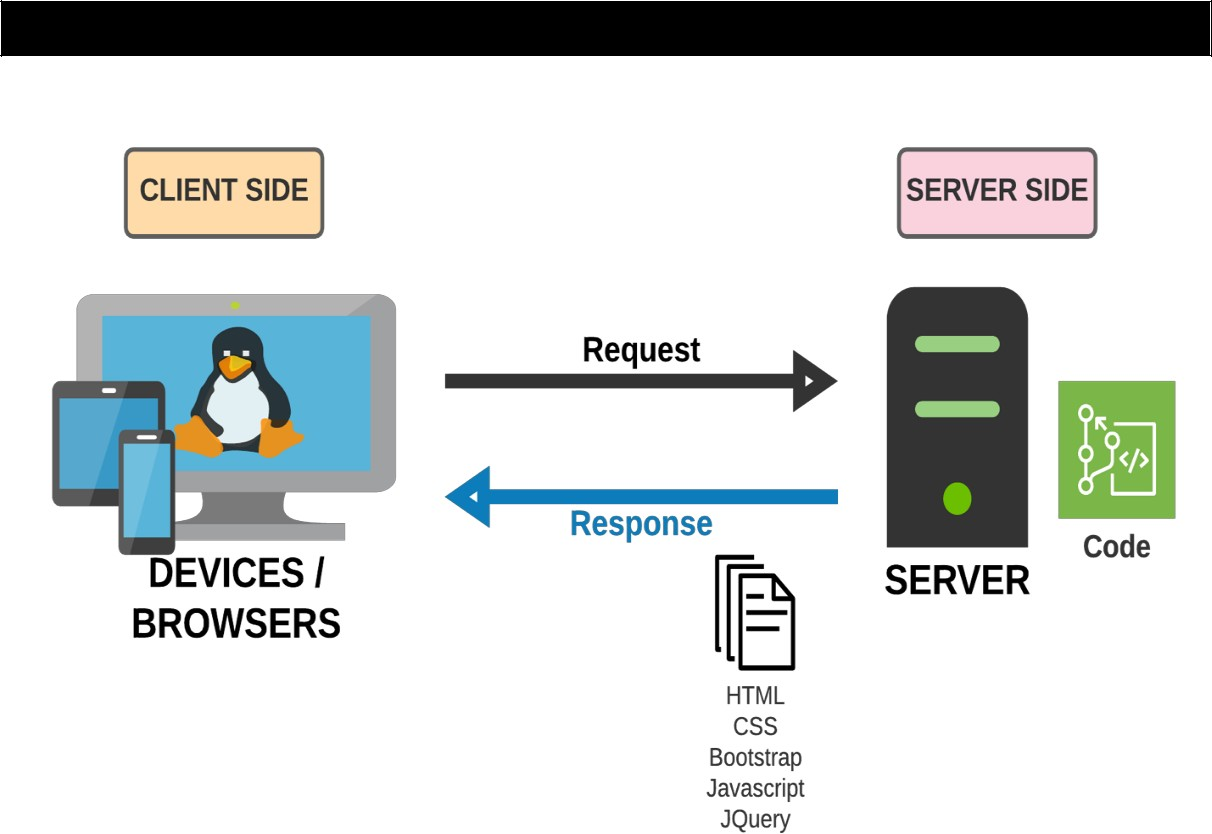 CLIENT SIDE
SERVER SIDE
Request
Response
DEVICES /
BROWSERS
SERVER
Code
</>
HTML
CSS
Bootstrap
Javascript
JQuery